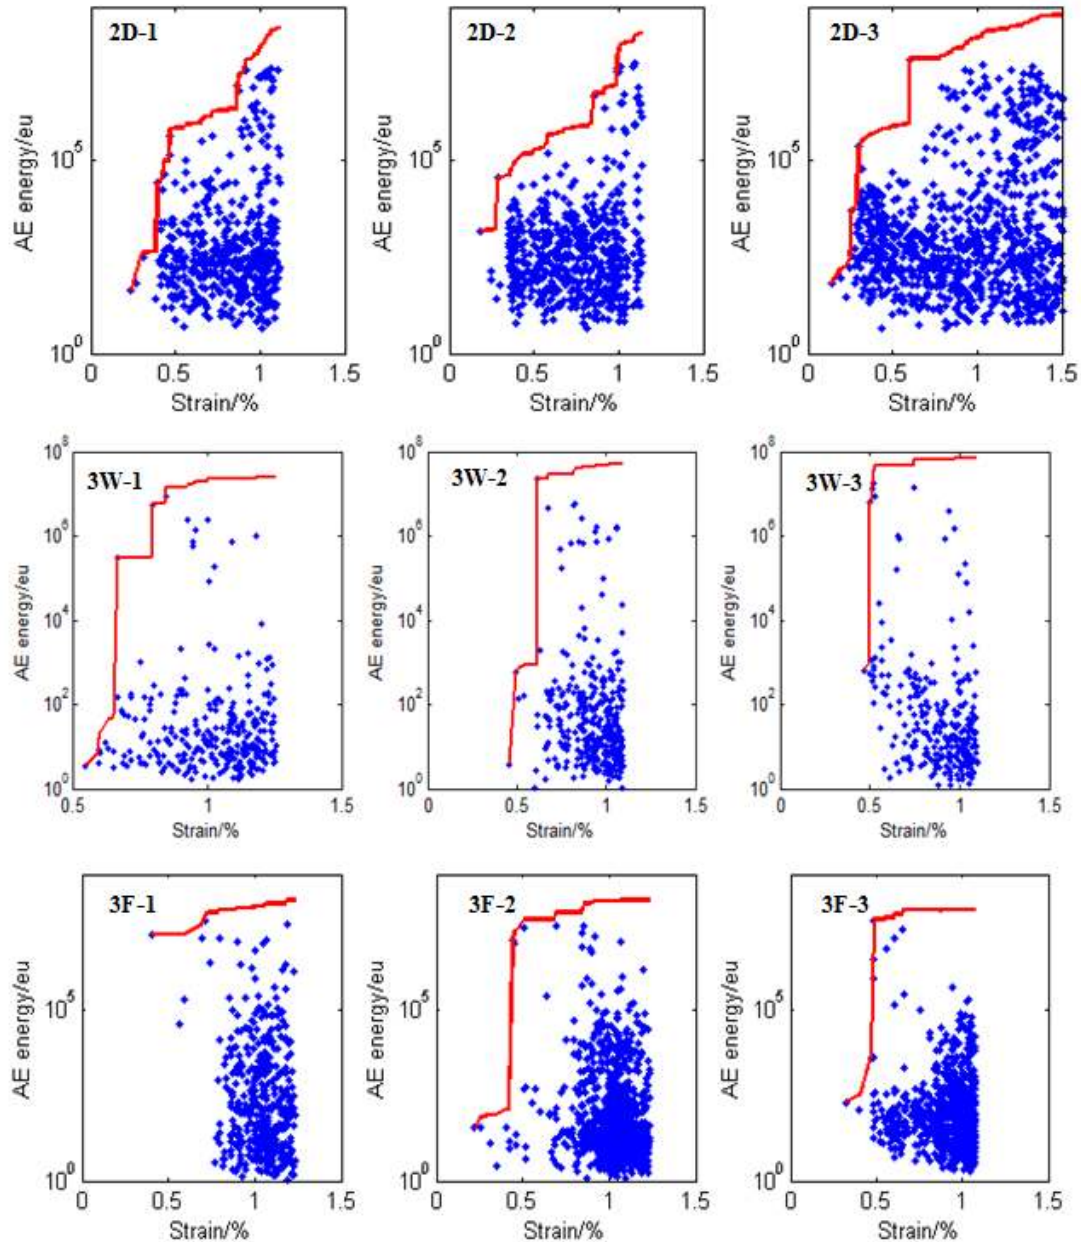 2D-1
AE energy/eu
10^5
10^0
0 0.5 1 1.5
Strain/%
2D-2
AE energy/eu
10^5
10^0
0 0.5 1 1.5
Strain/%
2D-3
AE energy/eu
10^5
10^0
0 0.5 1 1.5
Strain/%
3W-1
AE energy/eu
10^8
10^6
10^4
10^2
10^0
0.5 1 1.5
Strain/%
3W-2
AE energy/eu
10^8
10^6
10^4
10^2
10^0
0 0.5 1 1.5
Strain/%
3W-3
AE energy/eu
10^8
10^6
10^4
10^2
10^0
0 0.5 1 1.5
Strain/%
3F-1
AE energy/eu
10^5
10^0
0 0.5 1 1.5
Strain/%
3F-2
AE energy/eu
10^5
10^0
0 0.5 1 1.5
Strain/%
3F-3
AE energy/eu
10^5
10^0
0 0.5 1 1.5
Strain/%